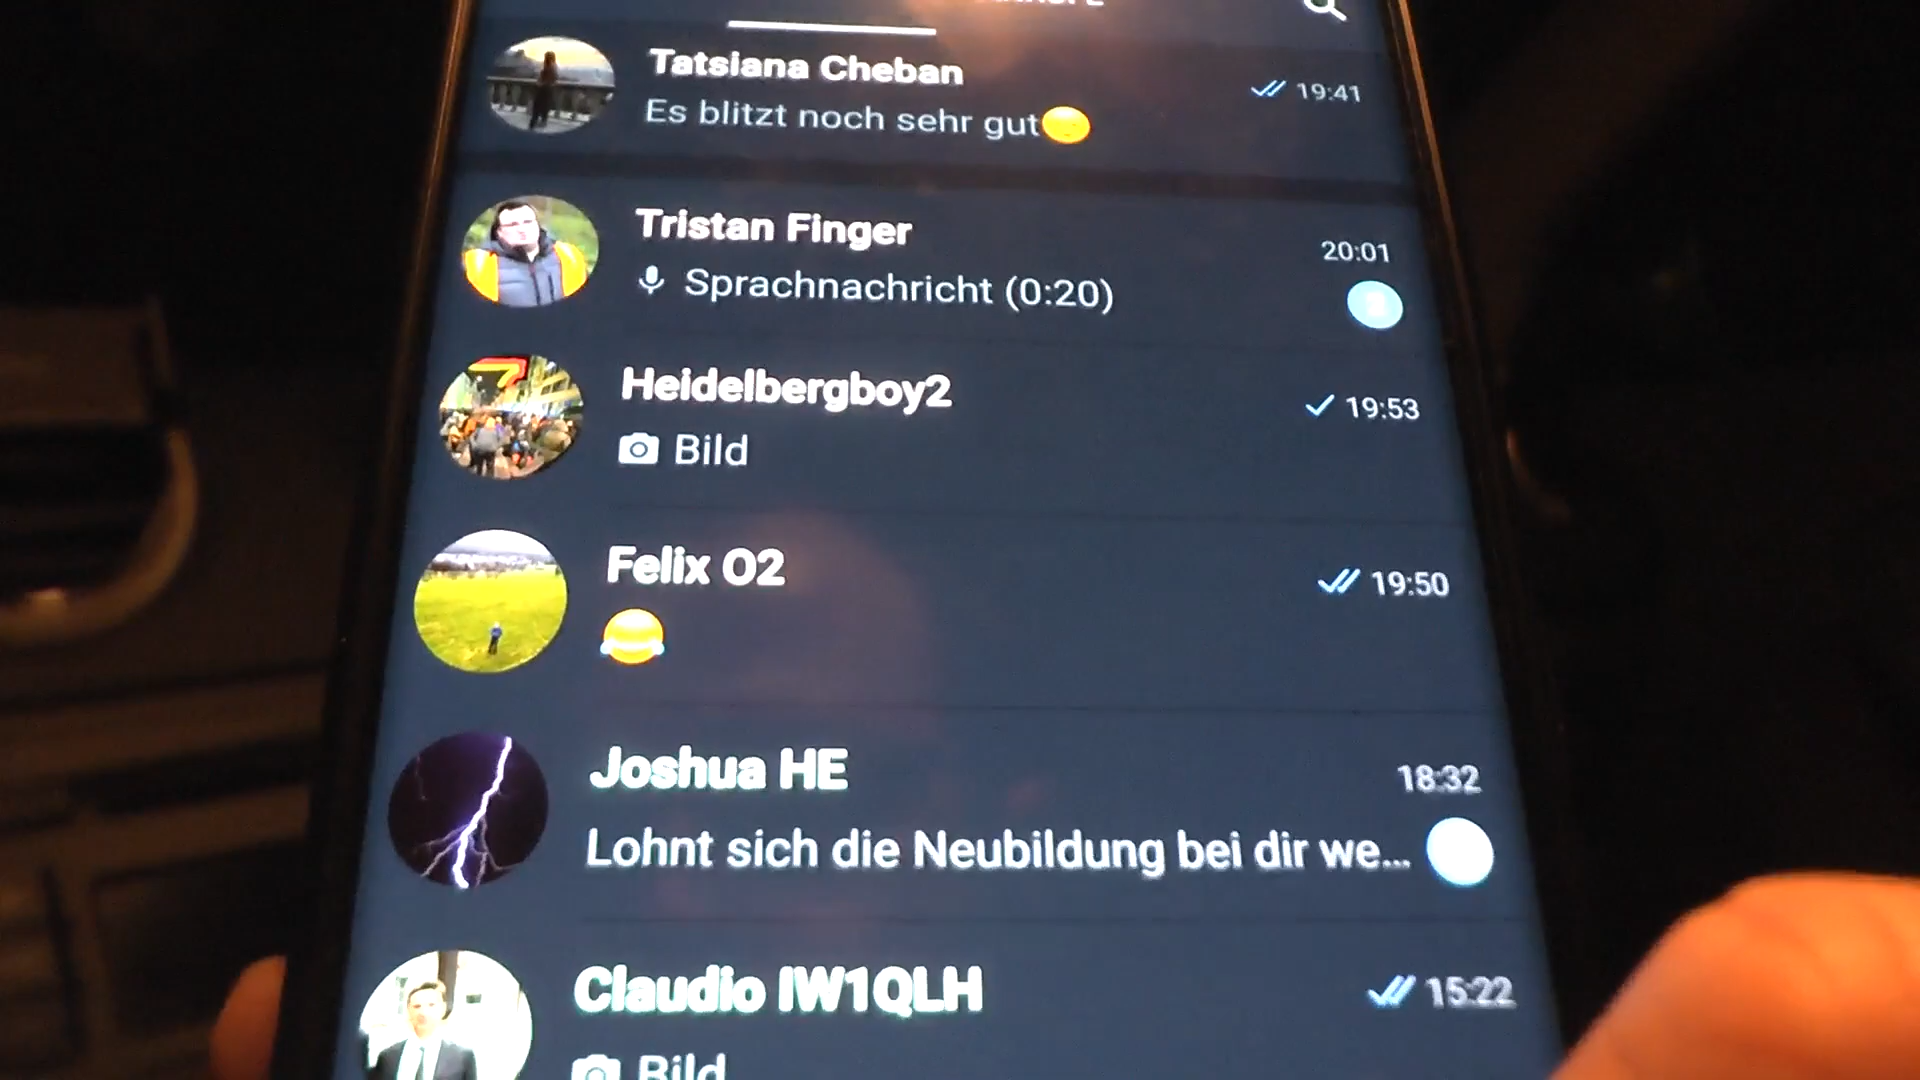 Tatsiana Cheban
19:41
Es blitzt noch sehr gut
Tristan Finger
20:01
Sprachnachricht (0:20)
Heidelbergboy2
19:53
Bild
Felix O2
19:50
😂
Joshua HE
18:32
Lohnt sich die Neubildung bei dir we...
Claudio IW1QLH
15:22
Bild